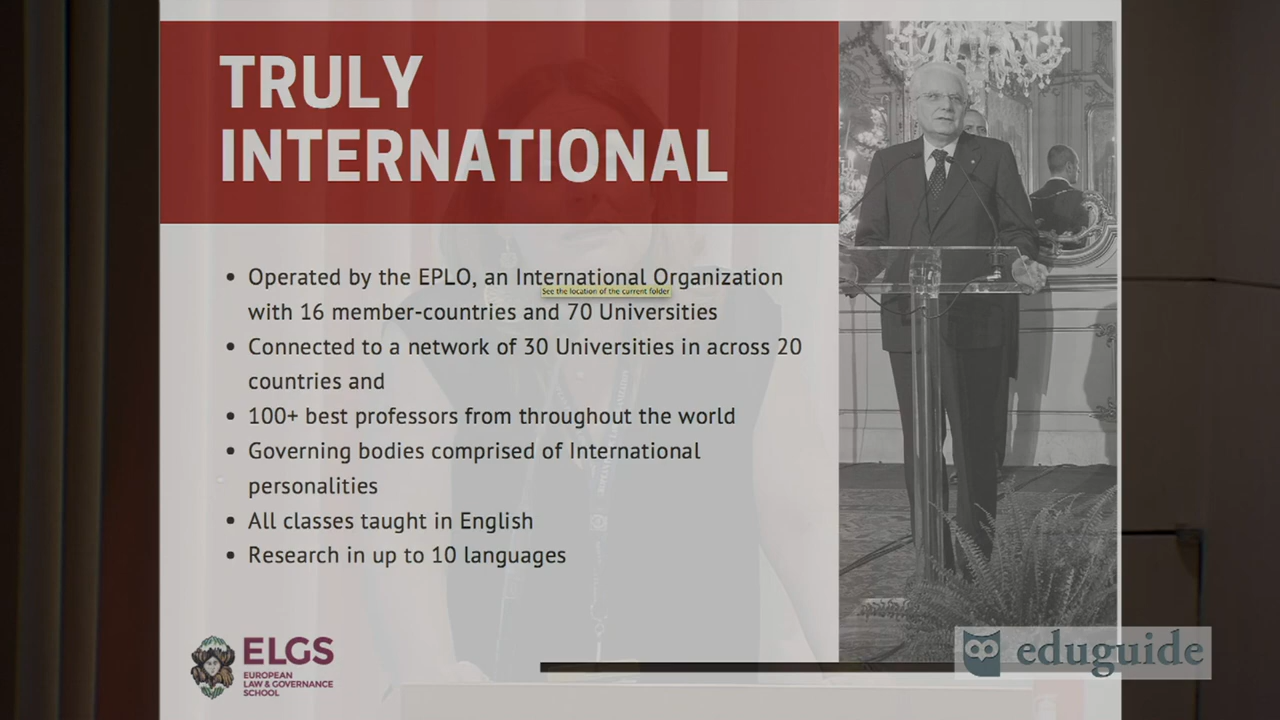 TRULY
INTERNATIONAL
• Operated by the EPLO, an International Organization
See the location of the current folder
with 16 member-countries and 70 Universities
• Connected to a network of 30 Universities in across 20
countries and
• 100+ best professors from throughout the world
• Governing bodies comprised of International
personalities
• All classes taught in English
• Research in up to 10 languages
ELGS
EUROPEAN
LAW & GOVERNANCE
SCHOOL
eduguide